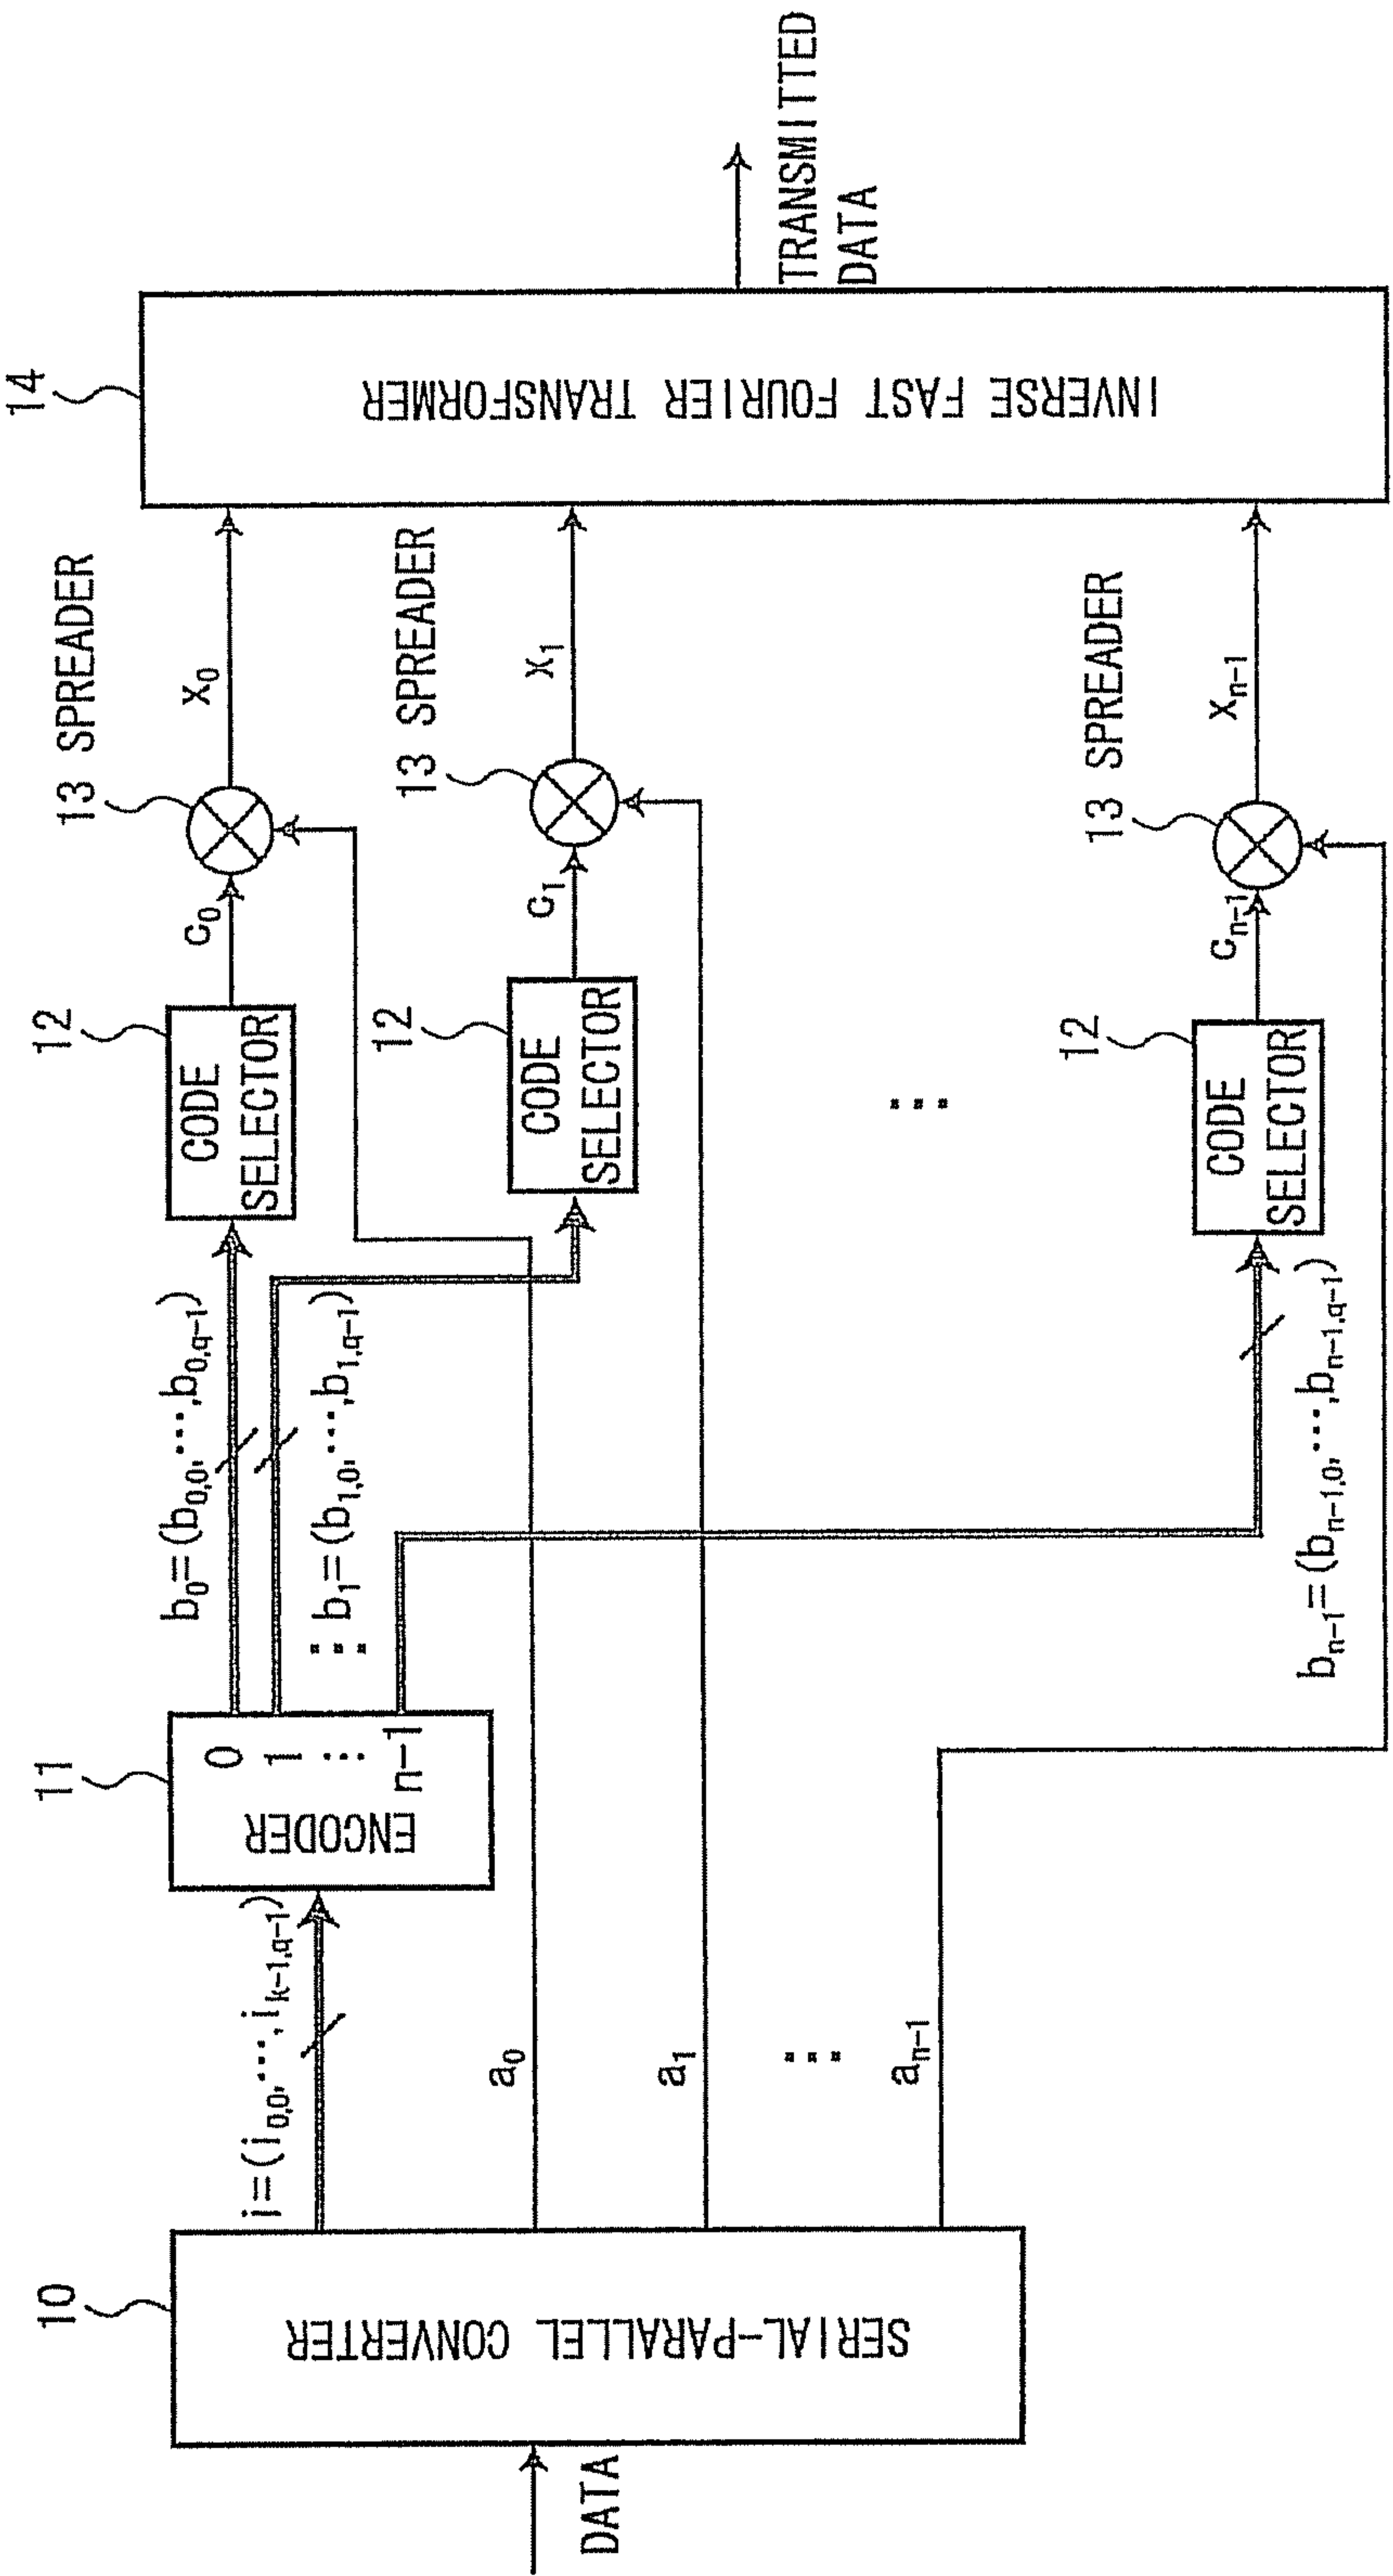 DATA
10
SERIAL-PARALLEL CONVERTER
i=(i₀,₀,⋯,iₖ₋₁,q₋₁)
a₀
a₁
⋯
aₙ₋₁
11
ENCODER
0
1
⋮
n-1
b₀=(b₀,₀,⋯,b₀,q₋₁)
b₁=(b₁,₀,⋯,b₁,q₋₁)
⋮
bₙ₋₁=(bₙ₋₁,₀,⋯,bₙ₋₁,q₋₁)
12
CODE
SELECTOR
12
CODE
SELECTOR
⋯
12
CODE
SELECTOR
C₀
C₁
Cₙ₋₁
13 SPREADER
13 SPREADER
13 SPREADER
X₀
X₁
Xₙ₋₁
14
INVERSE FAST FOURIER TRANSFORMER
TRANSMITTED
DATA